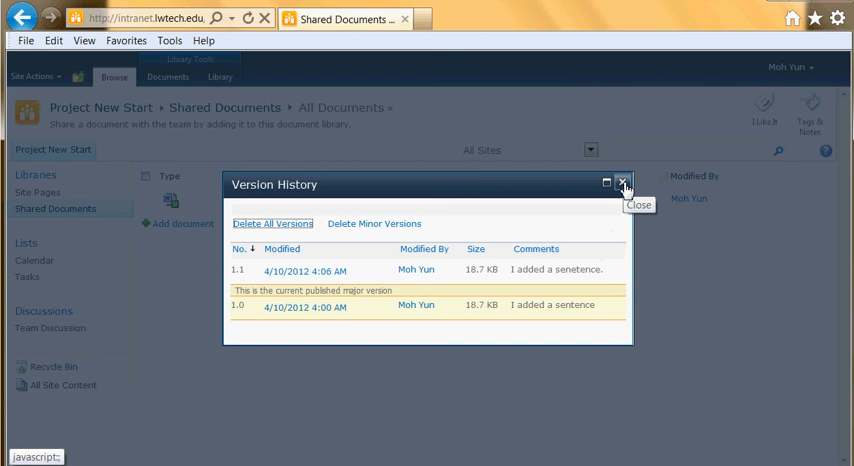 http://intranet.lwtech.edu,
Shared Documents ...
File Edit View Favorites Tools Help
Library Tools
Site Actions Browse Documents Library Moh Yun
Project New Start Shared Documents All Documents
Share a document with the team by adding it to this document library.
I Like It Tags & Notes
Project New Start All Sites
Libraries
Site Pages
Shared Documents
Lists
Calendar
Tasks
Discussions
Team Discussion
Recycle Bin
All Site Content
Type Modified By
Moh Yun
Add document
Version History
Close
Delete All Versions Delete Minor Versions
No. Modified Modified By Size Comments
1.1 4/10/2012 4:06 AM Moh Yun 18.7 KB I added a senetence.
This is the current published major version
1.0 4/10/2012 4:00 AM Moh Yun 18.7 KB I added a sentence
javascript:;